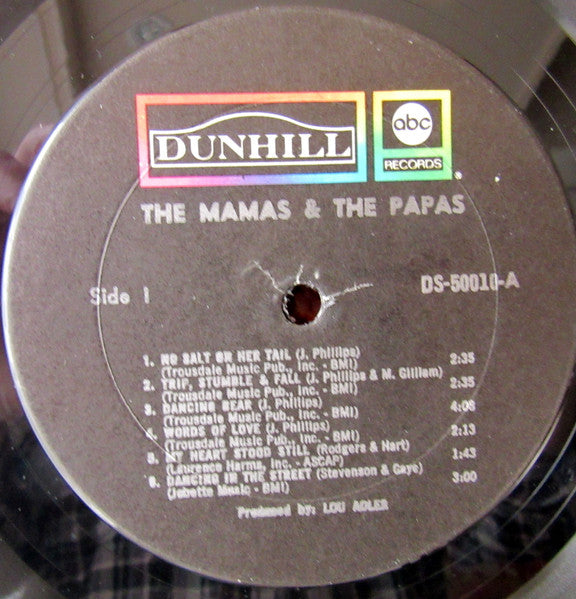 DUNHILL
abc
RECORDS
®
THE MAMAS & THE PAPAS
Side 1
DS-50010-A
1. NO SALT ON HER TAIL (J. Phillips)
(Trousdale Music Pub., Inc. - BMI) 2:35
2. TRIP, STUMBLE & FALL (J. Phillips & M. Gilliam)
(Trousdale Music Pub., Inc. - BMI) 2:35
3. DANCING BEAR (J. Phillips)
(Trousdale Music Pub., Inc. - BMI) 4:08
4. WORDS OF LOVE (J. Phillips)
(Trousdale Music Pub., Inc. - BMI) 2:13
5. MY HEART STOOD STILL (Rodgers & Hart)
(Laurence Harms, Inc. - ASCAP) 1:43
6. DANCING IN THE STREET (Stevenson & Gaye)
(Jobette Music - BMI) 3:00
Produced by: LOU ADLER